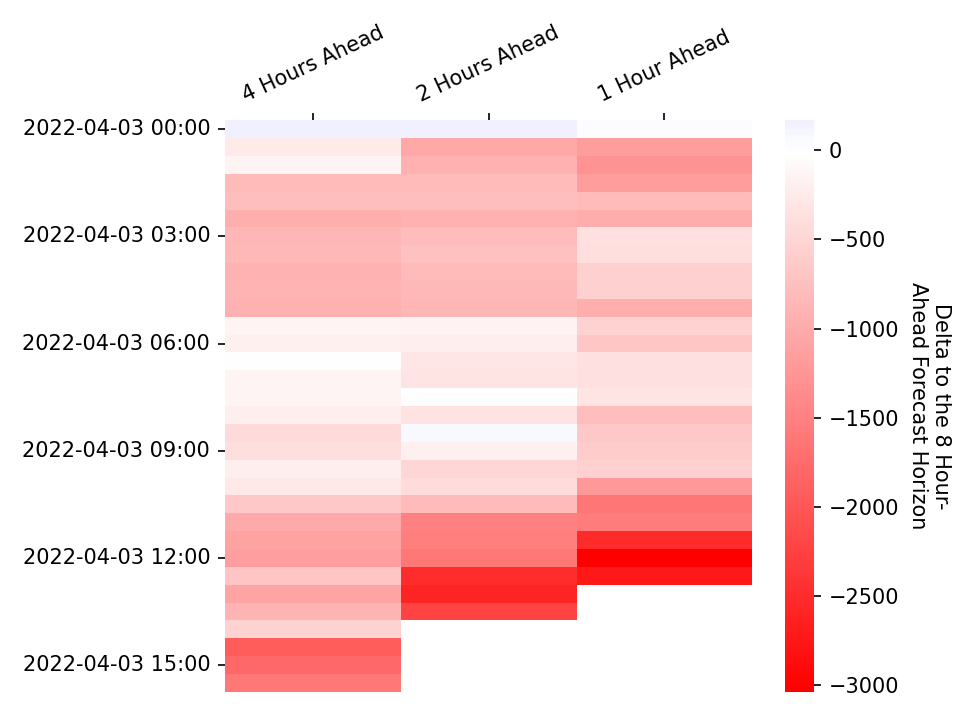 4 Hours Ahead
2 Hours Ahead
1 Hour Ahead
2022-04-03 00:00
2022-04-03 03:00
2022-04-03 06:00
2022-04-03 09:00
2022-04-03 12:00
2022-04-03 15:00
0
−500
−1000
−1500
−2000
−2500
−3000
Delta to the 8 Hour-
Ahead Forecast Horizon